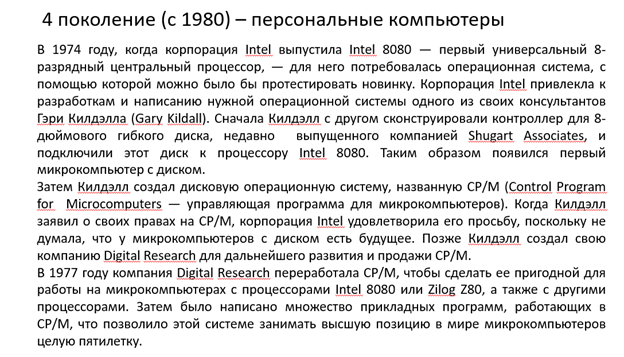 4 поколение (с 1980) – персональные компьютеры
В 1974 году, когда корпорация Intel выпустила Intel 8080 — первый универсальный 8-
разрядный центральный процессор, — для него потребовалась операционная система, с
помощью которой можно было бы протестировать новинку. Корпорация Intel привлекла к
разработкам и написанию нужной операционной системы одного из своих консультантов
Гэри Килдэлла (Gary Kildall). Сначала Килдэлл с другом сконструировали контроллер для 8-
дюймового гибкого диска, недавно выпущенного компанией Shugart Associates, и
подключили этот диск к процессору Intel 8080. Таким образом появился первый
микрокомпьютер с диском.
Затем Килдэлл создал дисковую операционную систему, названную CP/M (Control Program
for Microcomputers — управляющая программа для микрокомпьютеров). Когда Килдэлл
заявил о своих правах на CP/M, корпорация Intel удовлетворила его просьбу, поскольку не
думала, что у микрокомпьютеров с диском есть будущее. Позже Килдэлл создал свою
компанию Digital Research для дальнейшего развития и продажи CP/M.
В 1977 году компания Digital Research переработала CP/M, чтобы сделать ее пригодной для
работы на микрокомпьютерах с процессорами Intel 8080 или Zilog Z80, а также с другими
процессорами. Затем было написано множество прикладных программ, работающих в
CP/M, что позволило этой системе занимать высшую позицию в мире микрокомпьютеров
целую пятилетку.